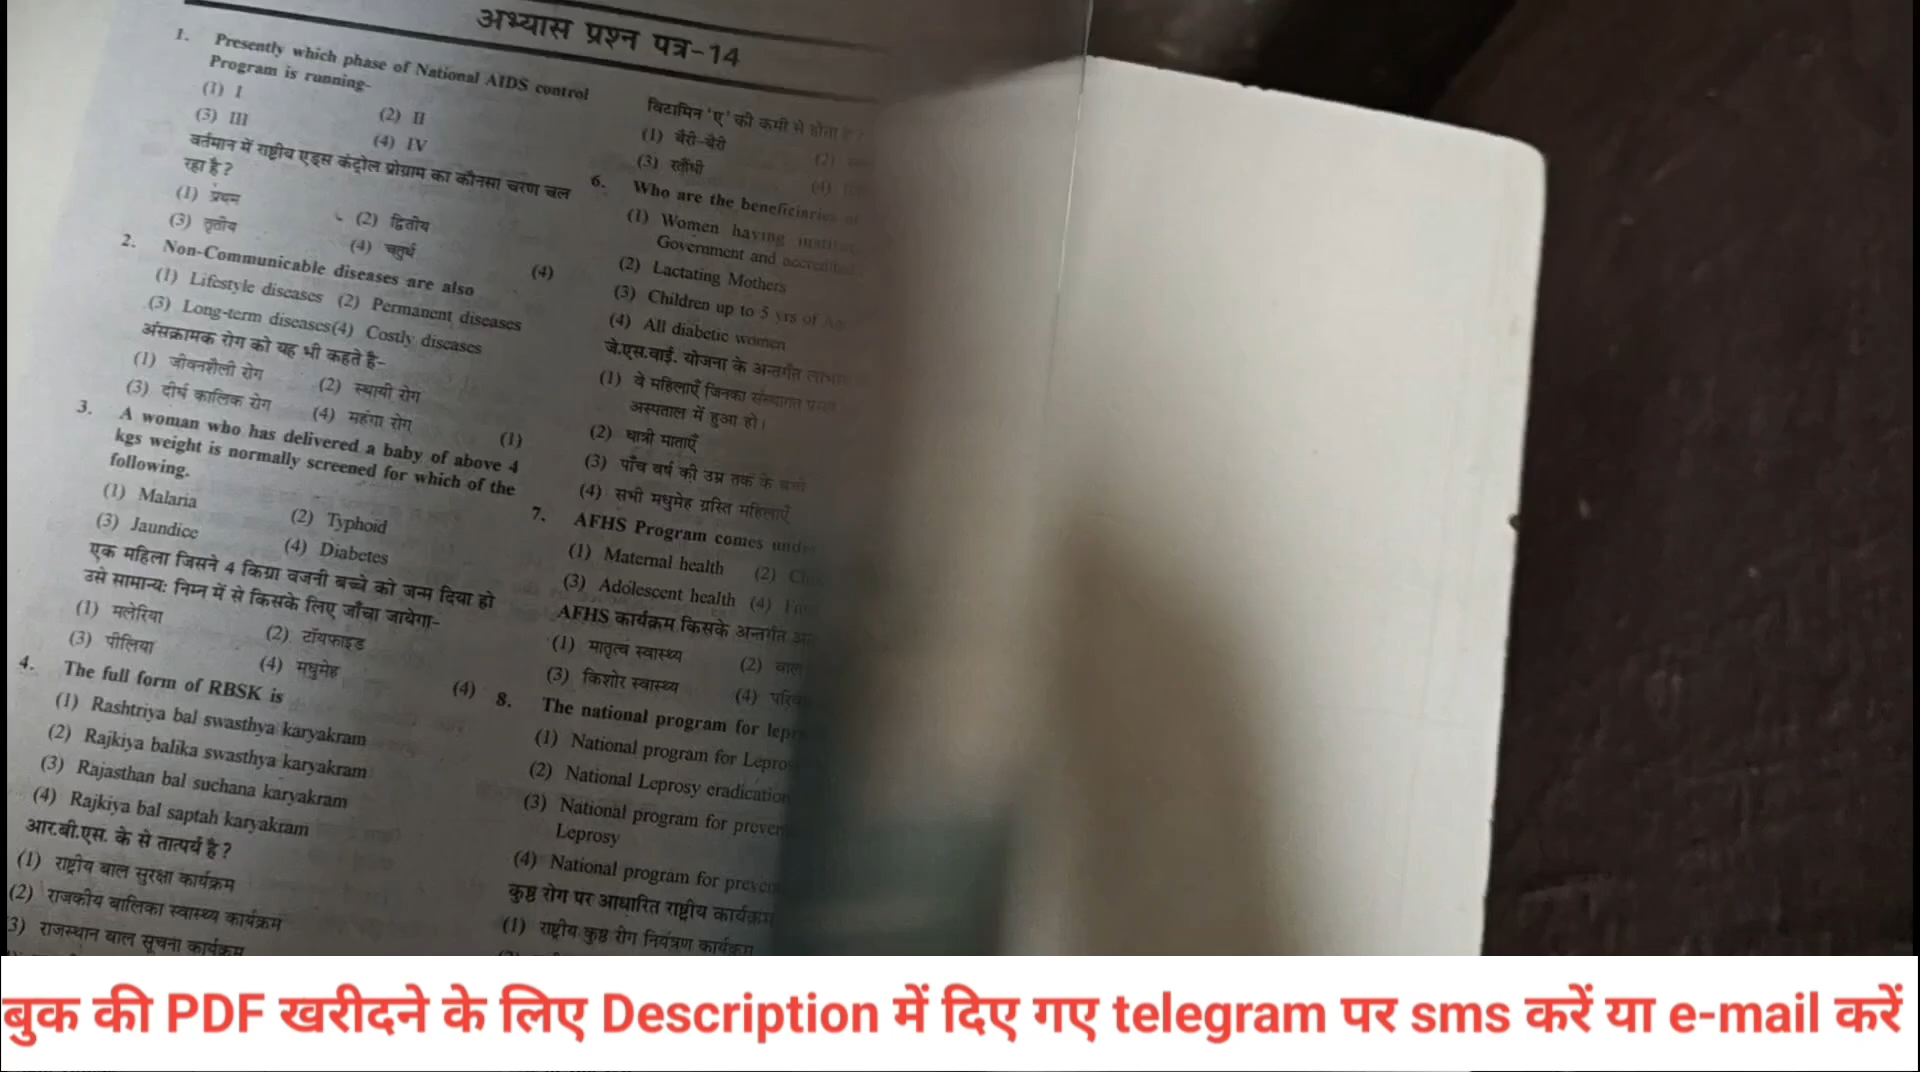 अभ्यास प्रश्न पत्र-14
1. Presently which phase of National AIDS control
Program is running-
(1) I (2) II
(3) III (4) IV
वर्तमान में राष्ट्रीय एड्स कंट्रोल प्रोग्राम का कौनसा चरण चल
रहा है?
(1) प्रथम (2) द्वितीय
(3) तृतीय (4) चतुर्थ (4)
2. Non-Communicable diseases are also
(1) Lifestyle diseases (2) Permanent diseases
(3) Long-term diseases (4) Costly diseases
अंसक्रामक रोग को यह भी कहते है-
(1) जीवनशैली रोग (2) स्थायी रोग
(3) दीर्घ कालिक रोग (4) महंगा रोग (1)
3. A woman who has delivered a baby of above 4
kgs weight is normally screened for which of the
following.
(1) Malaria (2) Typhoid
(3) Jaundice (4) Diabetes
एक महिला जिसने 4 किग्रा वजनी बच्चे को जन्म दिया हो
उसे सामान्य: निम्न में से किसके लिए जाँचा जायेगा-
(1) मलेरिया (2) टॉयफाइड
(3) पीलिया (4) मधुमेह (4)
4. The full form of RBSK is
(1) Rashtriya bal swasthya karyakram
(2) Rajkiya balika swasthya karyakram
(3) Rajasthan bal suchana karyakram
(4) Rajkiya bal saptah karyakram
आर.बी.एस. के से तात्पर्य है?
(1) राष्ट्रीय बाल सुरक्षा कार्यक्रम
(2) राजकीय बालिका स्वास्थ्य कार्यक्रम
3) राजस्थान बाल सूचना कार्यक्रम
विटामिन 'ए' की कमी से होता है
(1) बैरी-बैरी (2)
(3) रतौंधी (4)
6. Who are the beneficiaries of
(1) Women having
Government and accredited
(2) Lactating Mothers
(3) Children up to 5 yrs of
(4) All diabetic women
जे.एस.वाई. योजना के अन्तर्गत
(1) वे महिलाएँ जिनका संस्थागत
अस्पताल में हुआ हो।
(2) धात्री माताएँ
(3) पाँच वर्ष की उम्र तक के
(4) सभी मधुमेह ग्रस्ति महिलाएँ
7. AFHS Program comes
(1) Maternal health (2)
(3) Adolescent health (4)
AFHS कार्यक्रम किसके अन्तर्गत
(1) मातृत्व स्वास्थ्य (2) बाल
(3) किशोर स्वास्थ्य (4)
8. The national program for
(1) National program for
(2) National Leprosy eradication
(3) National program for
Leprosy
(4) National program for
कुष्ठ रोग पर आधारित राष्ट्रीय कार्यक्रम
(1) राष्ट्रीय कुष्ठ रोग नियंत्रण कार्यक्रम
बुक की PDF खरीदने के लिए Description में दिए गए telegram पर sms करें या e-mail करें